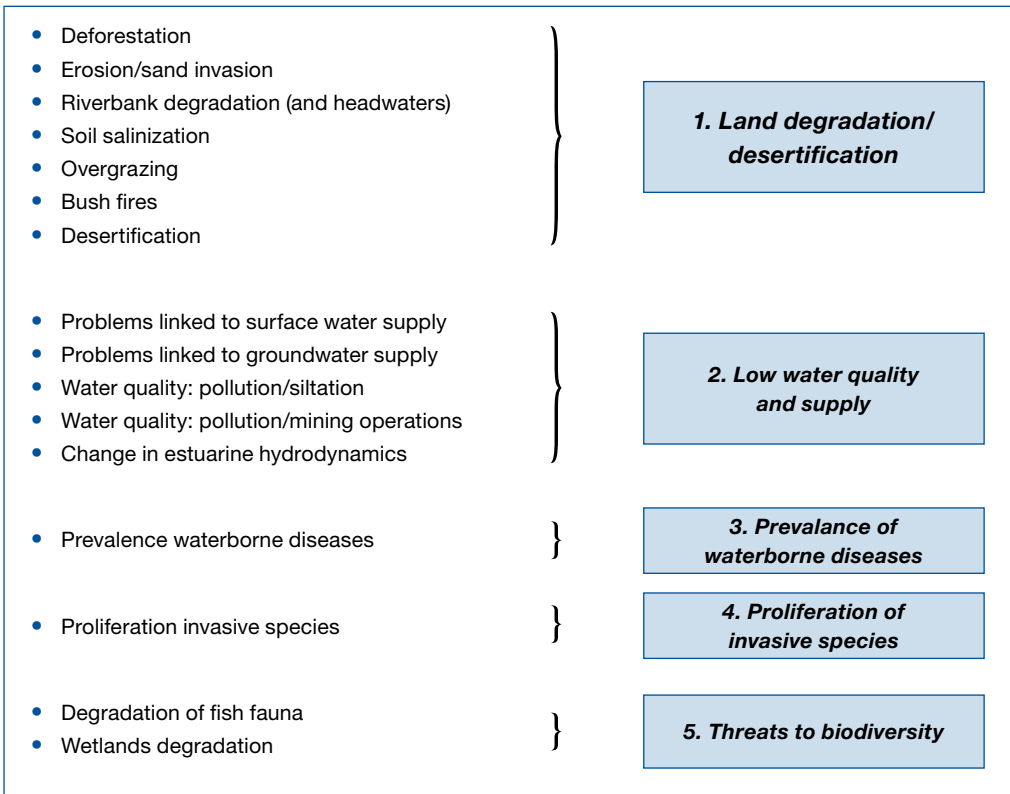 • Deforestation
• Erosion/sand invasion
• Riverbank degradation (and headwaters)
• Soil salinization
• Overgrazing
• Bush fires
• Desertification
1. Land degradation/
desertification
• Problems linked to surface water supply
• Problems linked to groundwater supply
• Water quality: pollution/siltation
• Water quality: pollution/mining operations
• Change in estuarine hydrodynamics
2. Low water quality
and supply
• Prevalence waterborne diseases
3. Prevalance of
waterborne diseases
• Proliferation invasive species
4. Proliferation of
invasive species
• Degradation of fish fauna
• Wetlands degradation
5. Threats to biodiversity